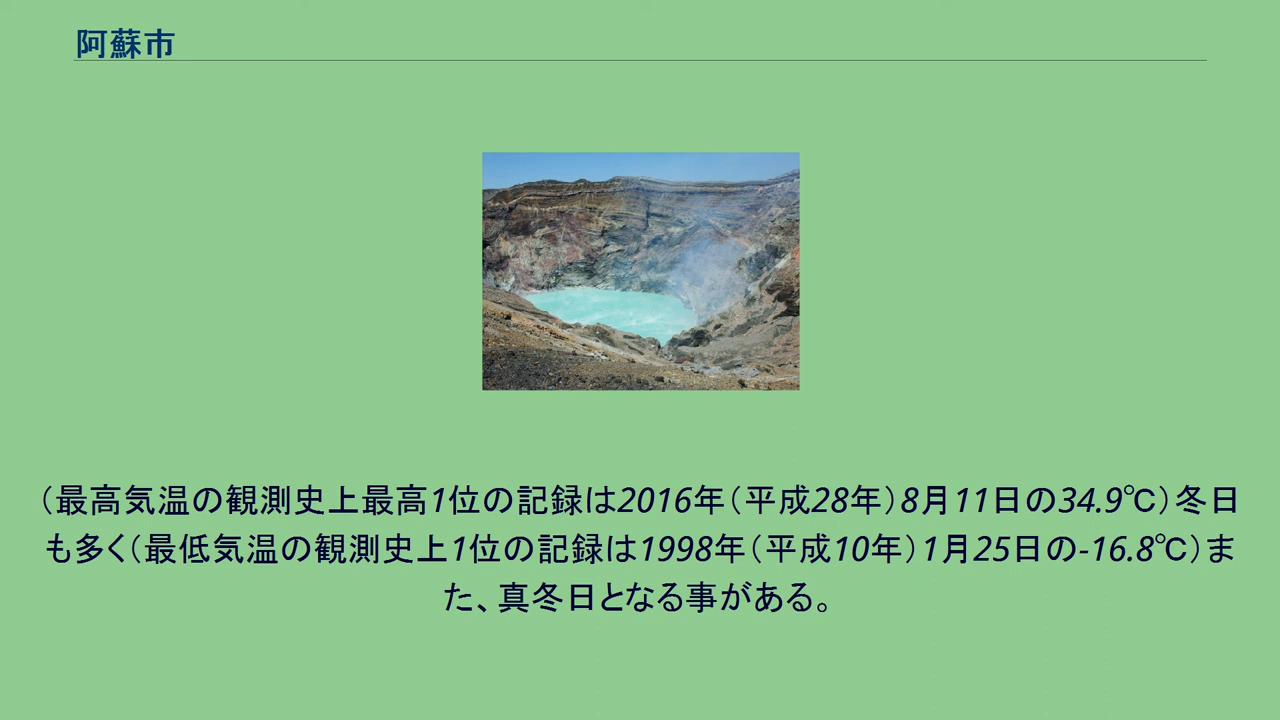 阿蘇市
（最高気温の観測史上最高1位の記録は2016年（平成28年）8月11日の34.9℃）冬日
も多く（最低気温の観測史上1位の記録は1998年（平成10年）1月25日の-16.8℃）ま
た、真冬日となる事がある。